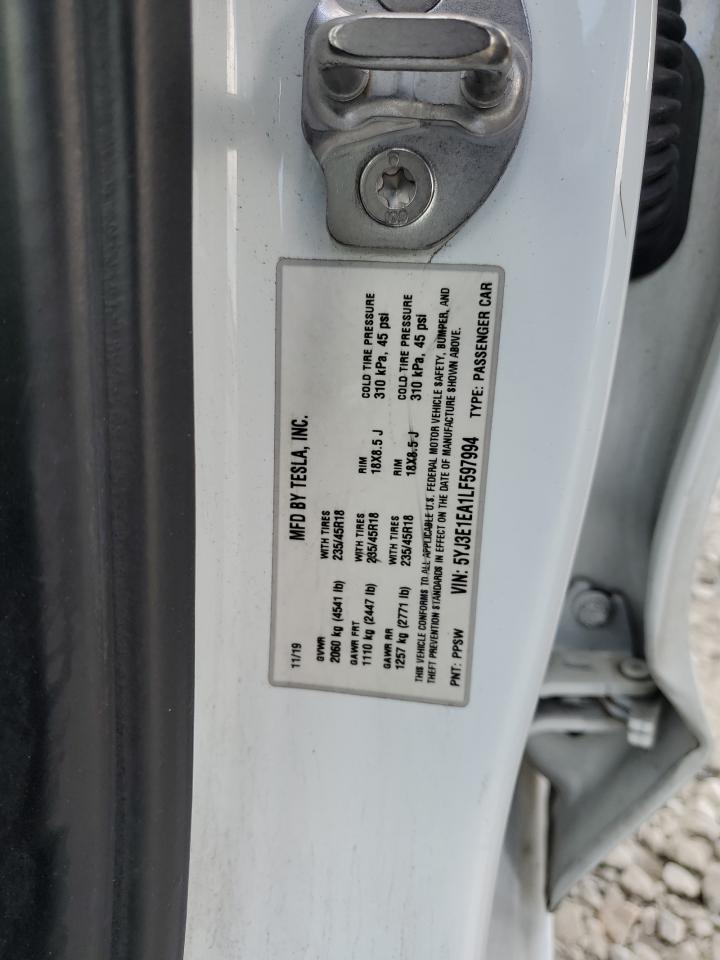 11/19 MFD BY TESLA, INC.
GVWR WITH TIRES
2060 kg (4541 lb) 235/45R18
GAWR FRT WITH TIRES RIM COLD TIRE PRESSURE
1110 kg (2447 lb) 235/45R18 18X8.5 J 310 kPa, 45 psi
GAWR RR WITH TIRES RIM COLD TIRE PRESSURE
1257 kg (2771 lb) 235/45R18 18X8.5 J 310 kPa, 45 psi
THIS VEHICLE CONFORMS TO ALL APPLICABLE U.S. FEDERAL MOTOR VEHICLE SAFETY, BUMPER, AND
THEFT PREVENTION STANDARDS IN EFFECT ON THE DATE OF MANUFACTURE SHOWN ABOVE.
PNT: PPSW VIN: 5YJ3E1EA1LF597994 TYPE: PASSENGER CAR